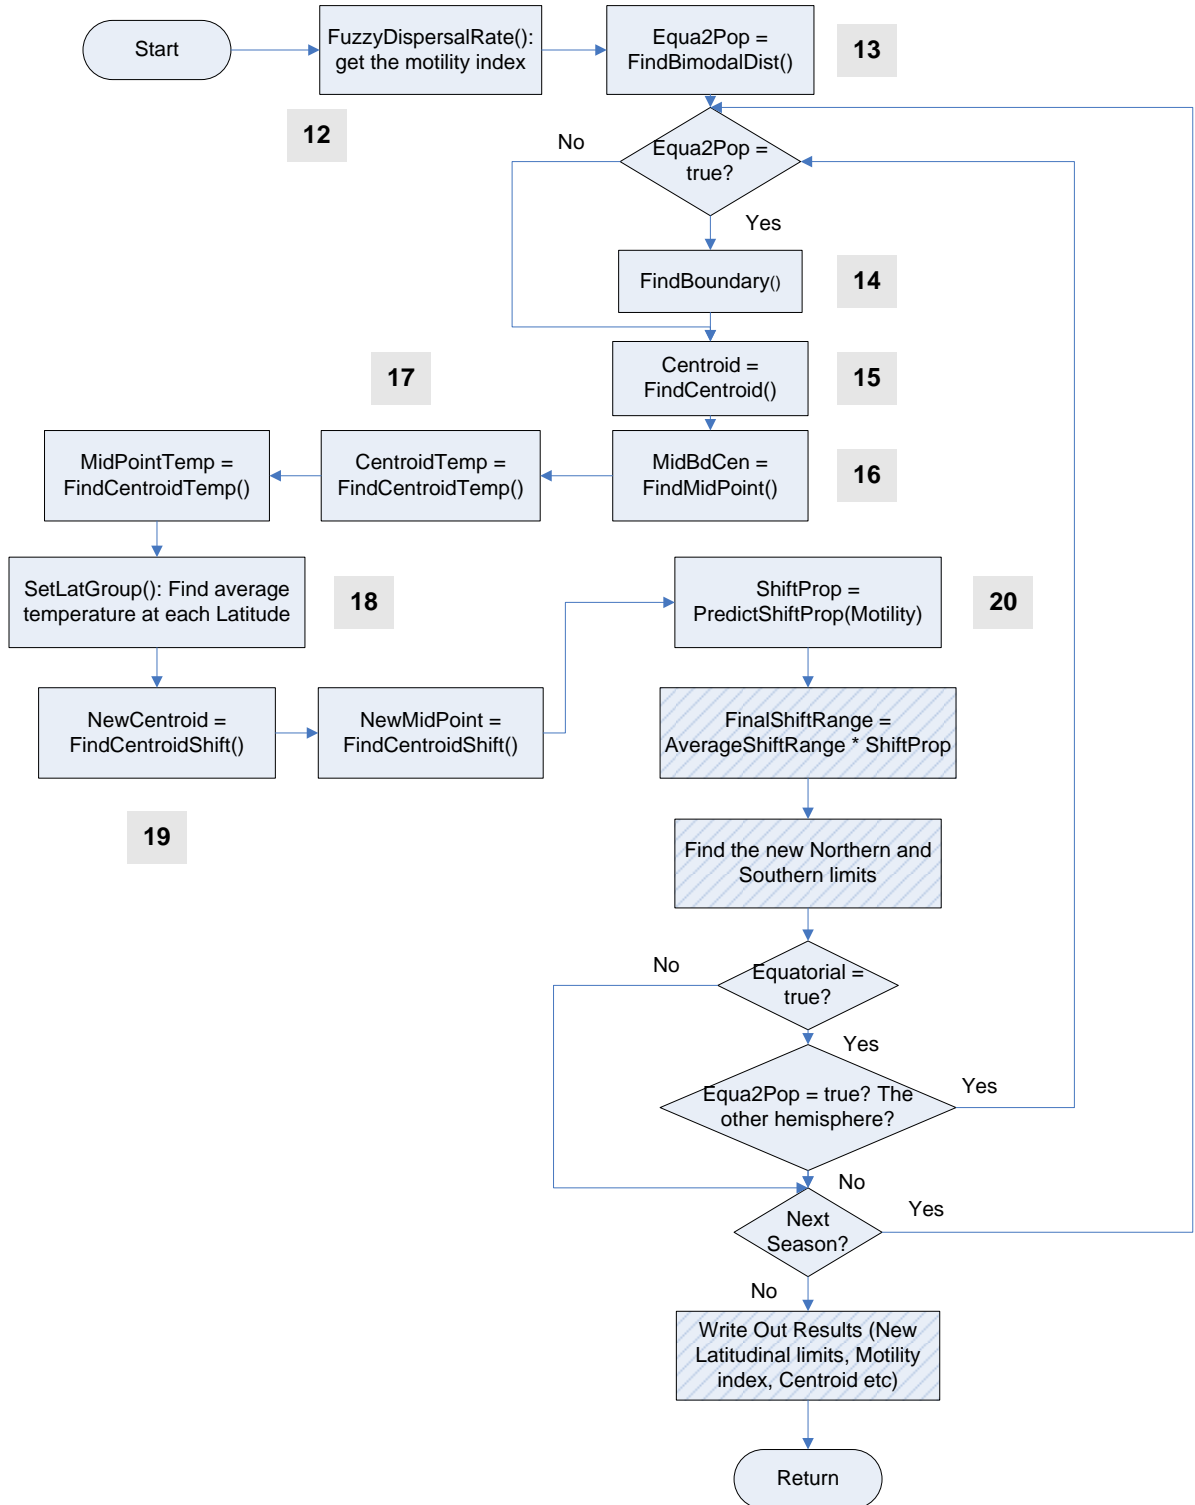 Start
FuzzyDispersalRate():
get the motility index
Equa2Pop =
FindBimodalDist()
13
12
No
Equa2Pop =
true?
Yes
FindBoundary()
14
Centroid =
FindCentroid()
15
17
MidPointTemp =
FindCentroidTemp()
CentroidTemp =
FindCentroidTemp()
MidBdCen =
FindMidPoint()
16
SetLatGroup(): Find average
temperature at each Latitude
18
ShiftProp =
PredictShiftProp(Motility)
20
NewCentroid =
FindCentroidShift()
NewMidPoint =
FindCentroidShift()
FinalShiftRange =
AverageShiftRange * ShiftProp
19
Find the new Northern and
Southern limits
No
Equatorial =
true?
Yes
Equa2Pop = true? The
other hemisphere?
Yes
No
Next
Season?
Yes
No
Write Out Results (New
Latitudinal limits, Motility
index, Centroid etc)
Return